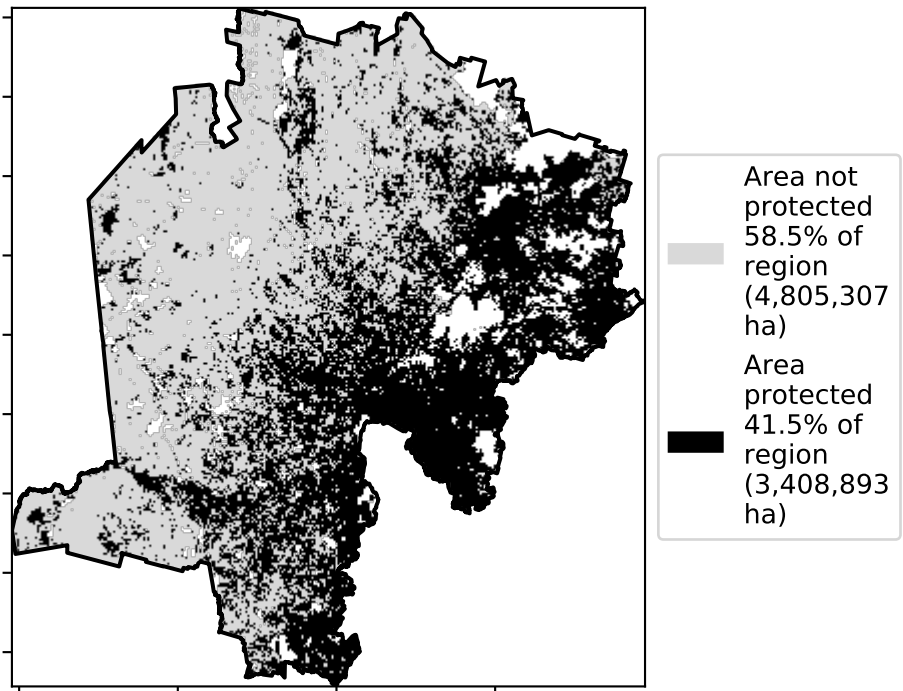 Area not
protected
58.5% of
region
(4,805,307
ha)
Area
protected
41.5% of
region
(3,408,893
ha)